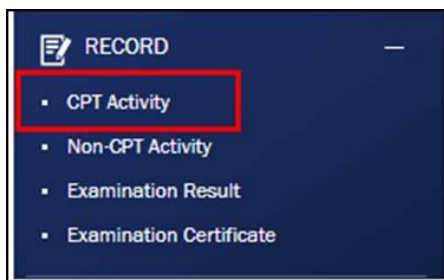 RECORD
CPT Activity
Non-CPT Activity
Examination Result
Examination Certificate